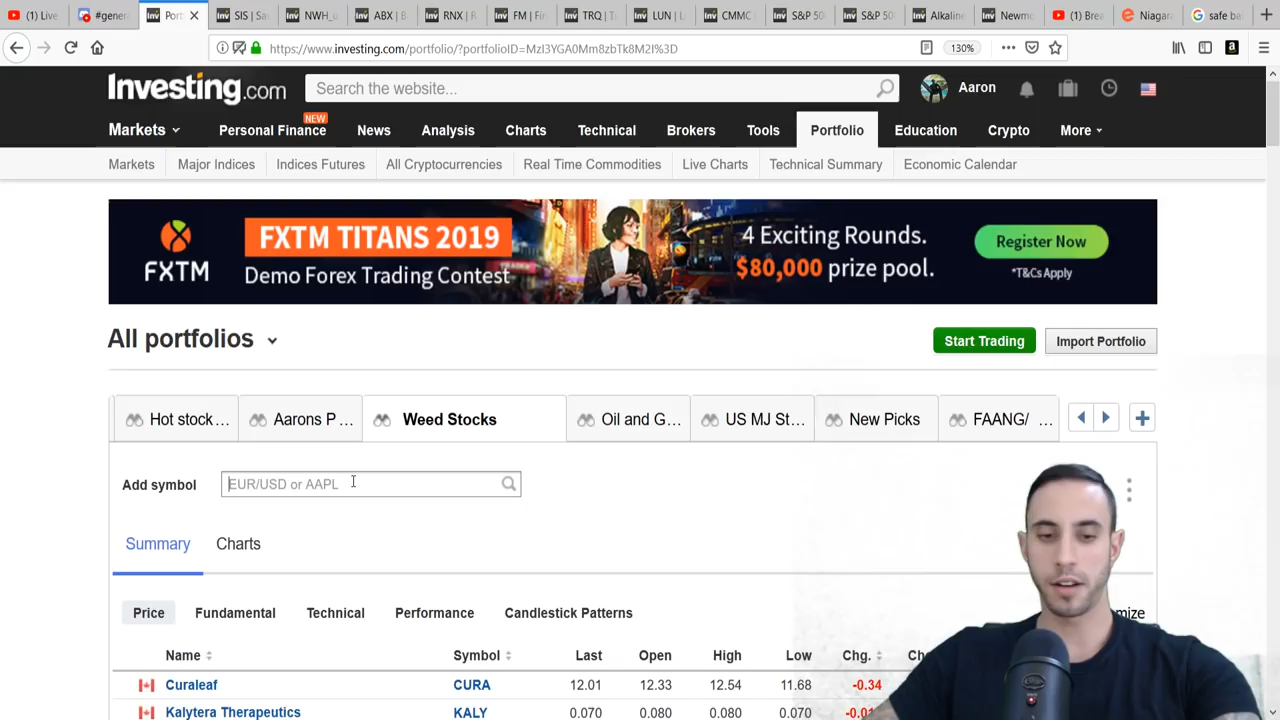 (1) Live
#genera
Portf
SIS | Sa
NWH_u
ABX | B
RNX | R
FM | Fir
TRQ | T
LUN | L
CMMC
S&P 50
S&P 50
Alkaline
Newmo
(1) Brea
Niagara
safe ba
https://www.investing.com/portfolio/?portfolioID=MzI3YGA0Mm8zbTk8M2I%3D
130%
Investing.com
Search the website...
Aaron
NEW
Markets
Personal Finance
News
Analysis
Charts
Technical
Brokers
Tools
Portfolio
Education
Crypto
More
Markets
Major Indices
Indices Futures
All Cryptocurrencies
Real Time Commodities
Live Charts
Technical Summary
Economic Calendar
FXTM
FXTM TITANS 2019
Demo Forex Trading Contest
4 Exciting Rounds.
$80,000 prize pool.
Register Now
*T&Cs Apply
All portfolios
Start Trading
Import Portfolio
Hot stock...
Aarons P...
Weed Stocks
Oil and G...
US MJ St...
New Picks
FAANG/ ...
Add symbol
EUR/USD or AAPL
Summary
Charts
Price
Fundamental
Technical
Performance
Candlestick Patterns
mize
Name
Symbol
Last
Open
High
Low
Chg.
Curaleaf
CURA
12.01
12.33
12.54
11.68
-0.34
Kalytera Therapeutics
KALY
0.070
0.080
0.080
0.070